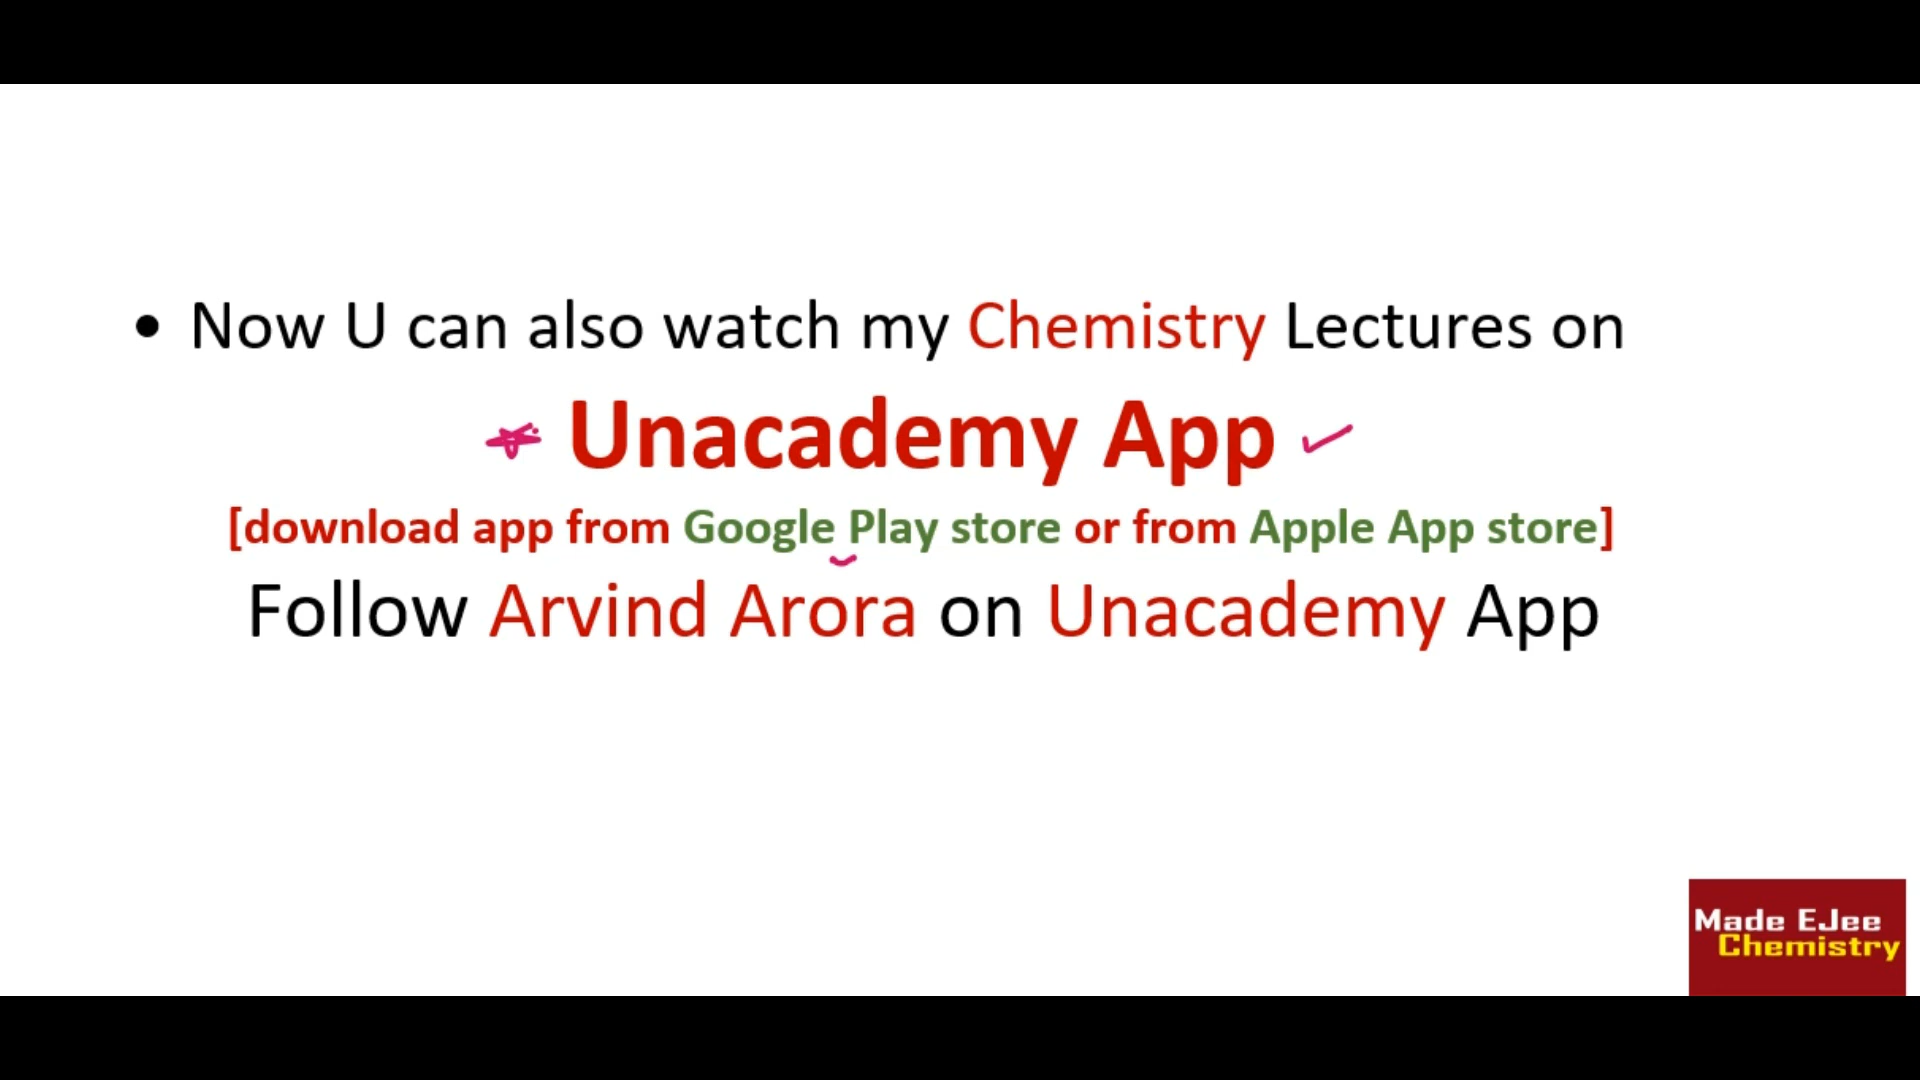 • Now U can also watch my Chemistry Lectures on
Unacademy App
[download app from Google Play store or from Apple App store]
Follow Arvind Arora on Unacademy App
Made EJee
Chemistry